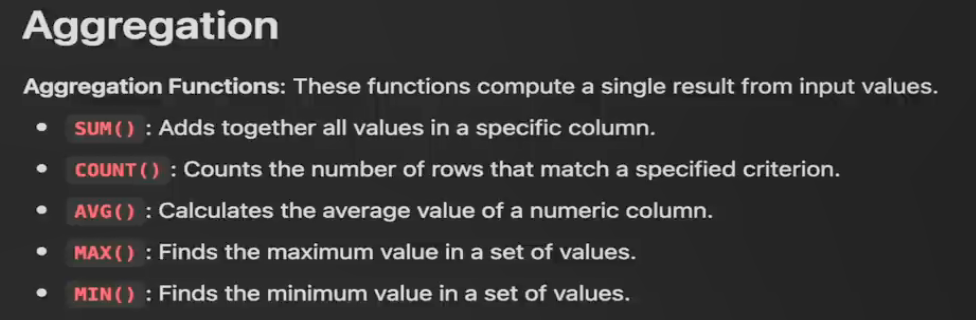 Aggregation
Aggregation Functions: These functions compute a single result from input values.
• SUM() : Adds together all values in a specific column.
• COUNT() : Counts the number of rows that match a specified criterion.
• AVG() : Calculates the average value of a numeric column.
• MAX() : Finds the maximum value in a set of values.
• MIN() : Finds the minimum value in a set of values.